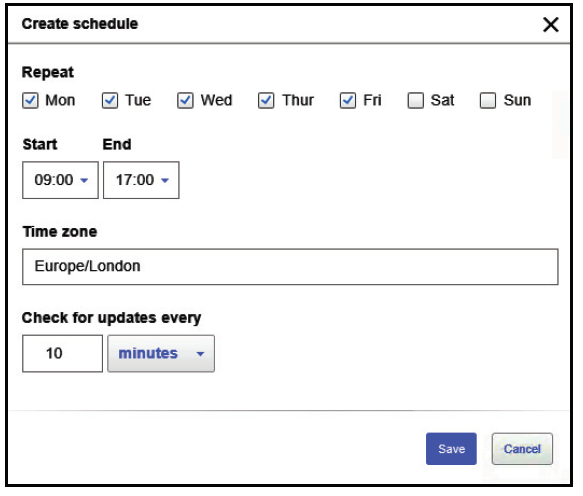 Create schedule
Repeat
Mon Tue Wed Thur Fri Sat Sun
Start End
09:00 17:00
Time zone
Europe/London
Check for updates every
10 minutes
Save Cancel